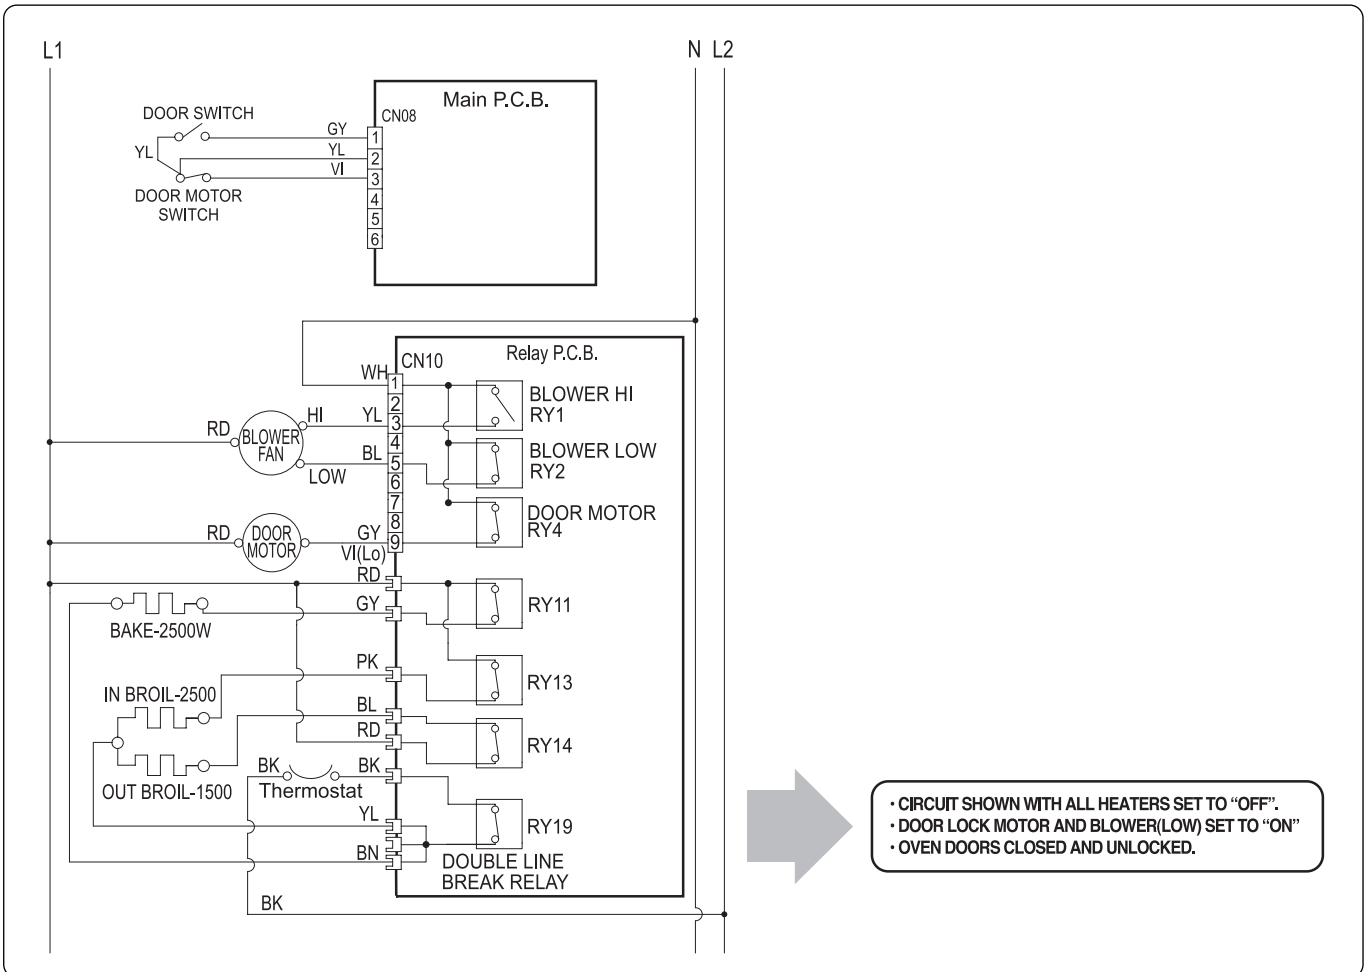 L1
N L2
Main P.C.B.
CN08
DOOR SWITCH
GY
1
YL
YL
2
VI
3
DOOR MOTOR
SWITCH
4
5
6
CN10
Relay P.C.B.
WH
1
BLOWER HI
RY1
2
HI
YL
3
RD
BLOWER
FAN
4
BLOWER LOW
RY2
BL
5
LOW
6
7
DOOR MOTOR
RY4
8
RD
DOOR
MOTOR
GY
9
VI(Lo)
RD
GY
RY11
BAKE-2500W
PK
RY13
IN BROIL-2500
BL
RD
RY14
BK
BK
Thermostat
OUT BROIL-1500
YL
RY19
BN
DOUBLE LINE
BREAK RELAY
BK
• CIRCUIT SHOWN WITH ALL HEATERS SET TO “OFF”.
• DOOR LOCK MOTOR AND BLOWER(LOW) SET TO “ON”
• OVEN DOORS CLOSED AND UNLOCKED.